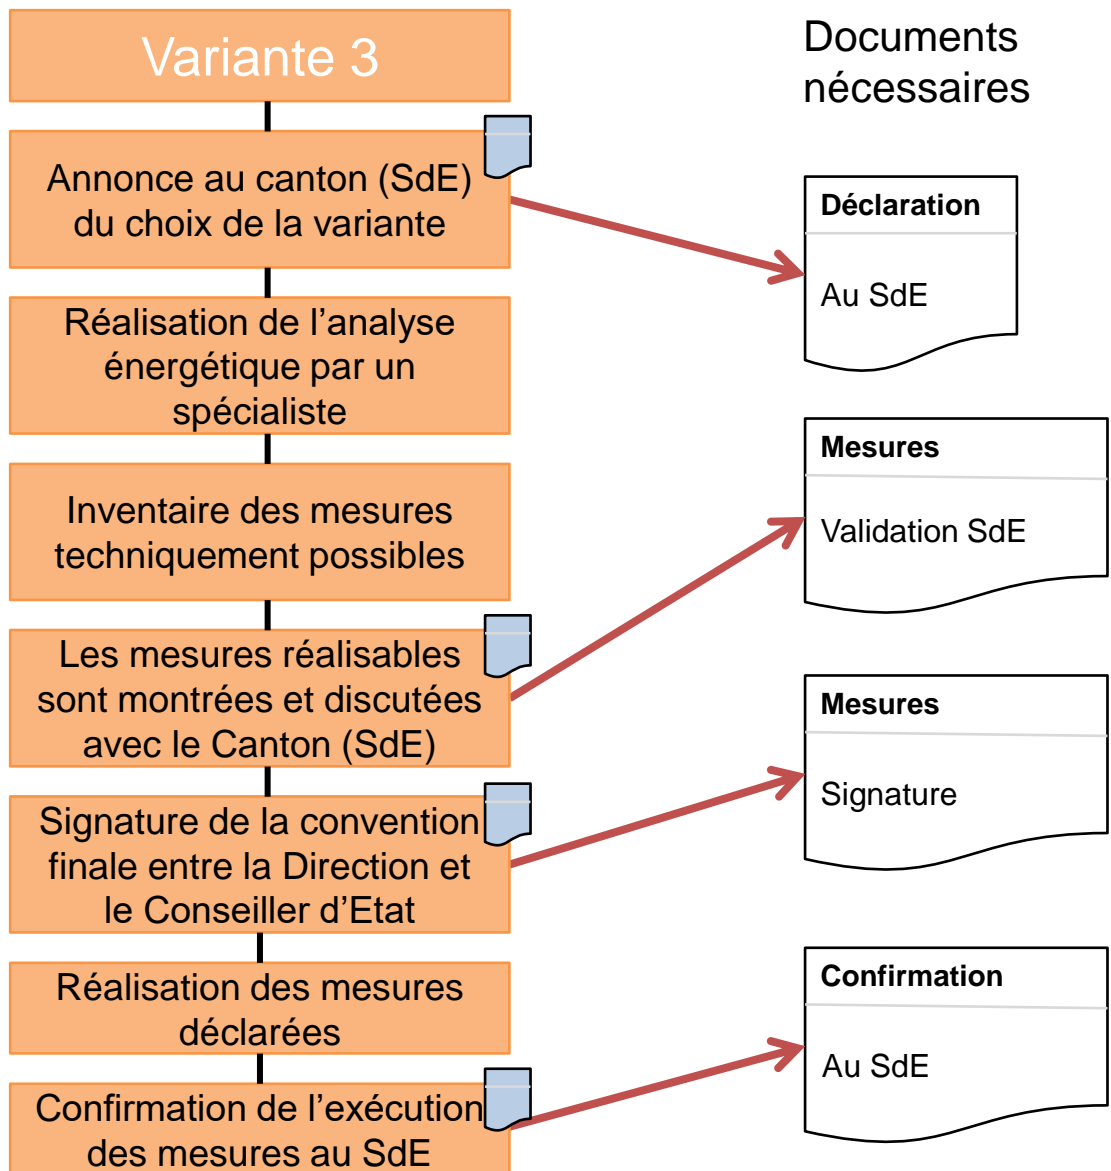 Variante 3
Annonce au canton (SdE)
du choix de la variante
Réalisation de l’analyse
énergétique par un
spécialiste
Inventaire des mesures
techniquement possibles
Les mesures réalisables
sont montrées et discutées
avec le Canton (SdE)
Signature de la convention
finale entre la Direction et
le Conseiller d’Etat
Réalisation des mesures
déclarées
Confirmation de l’exécution
des mesures au SdE
Documents
nécessaires
Déclaration
Au SdE
Mesures
Validation SdE
Mesures
Signature
Confirmation
Au SdE